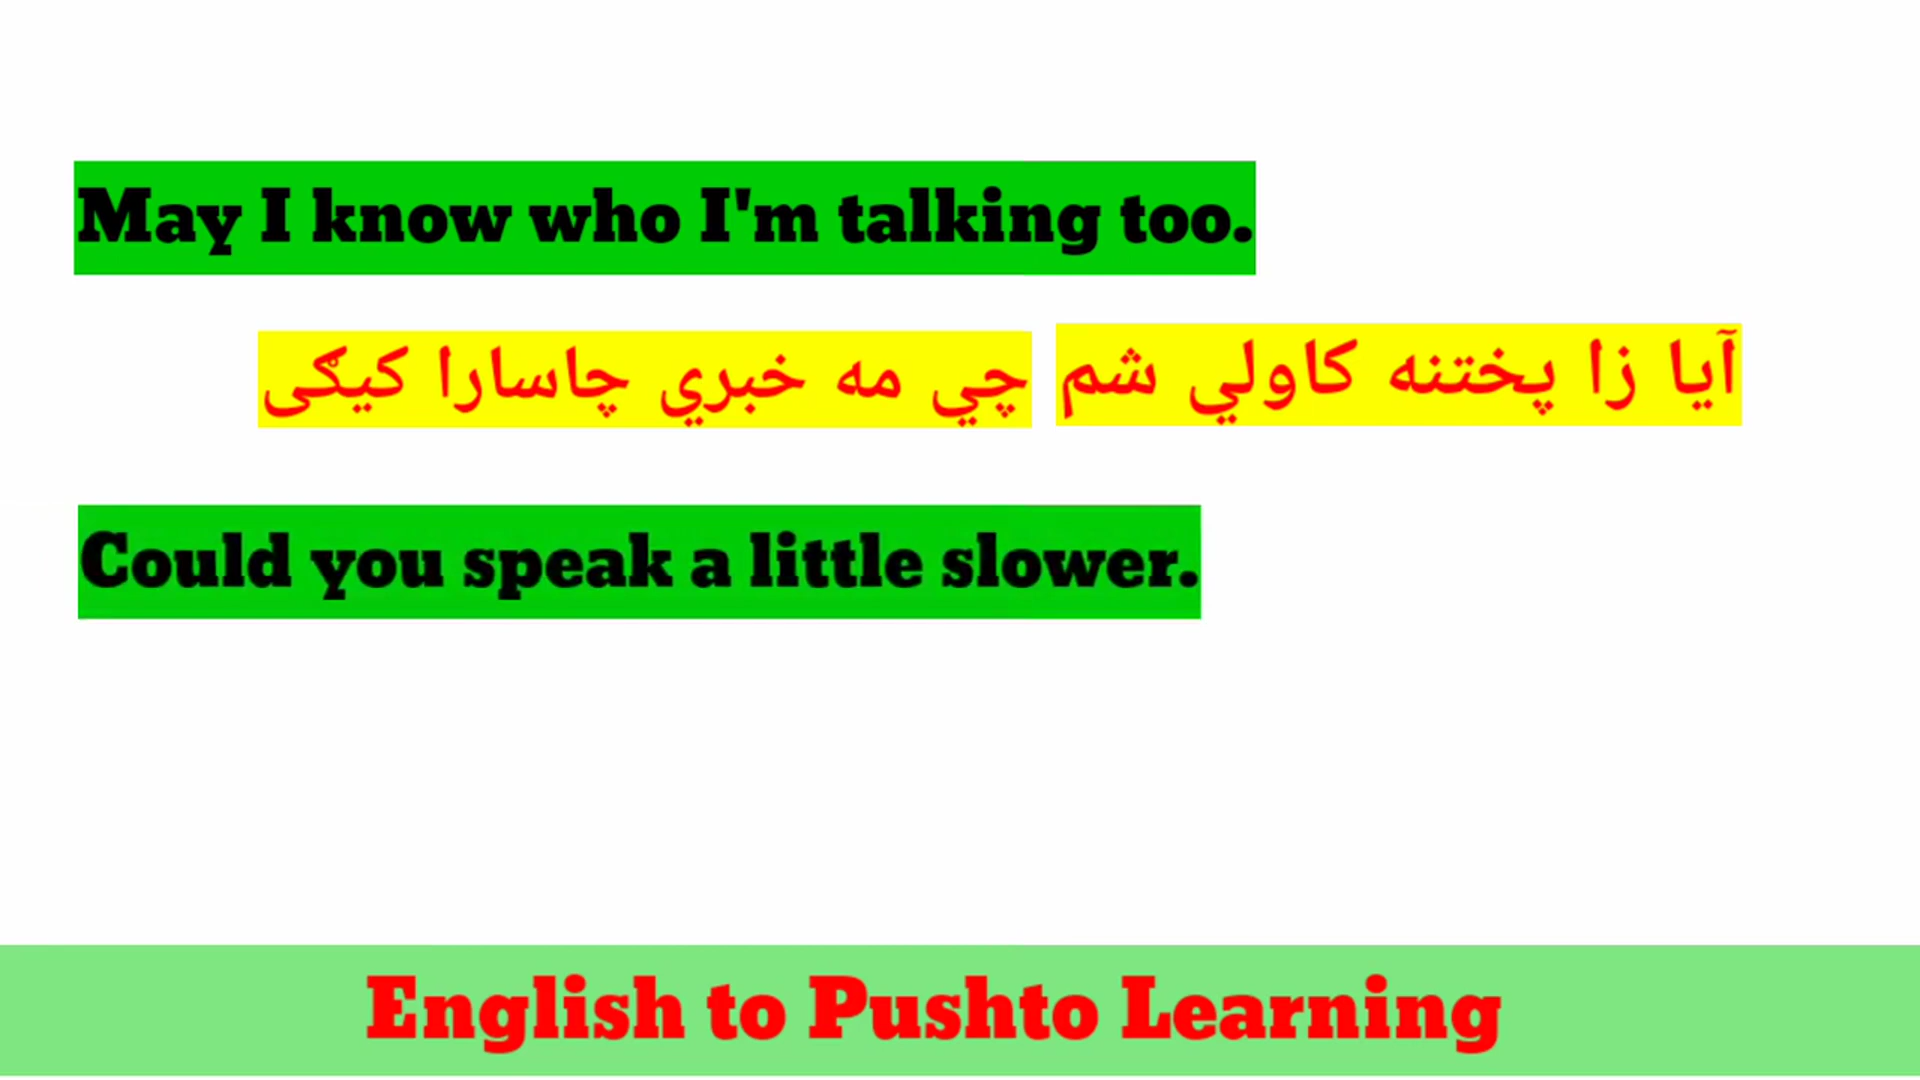 May I know who I'm talking too.
آیا زا پختنه کاولي شم چي مه خبري چاسارا کیګی
Could you speak a little slower.
English to Pushto Learning